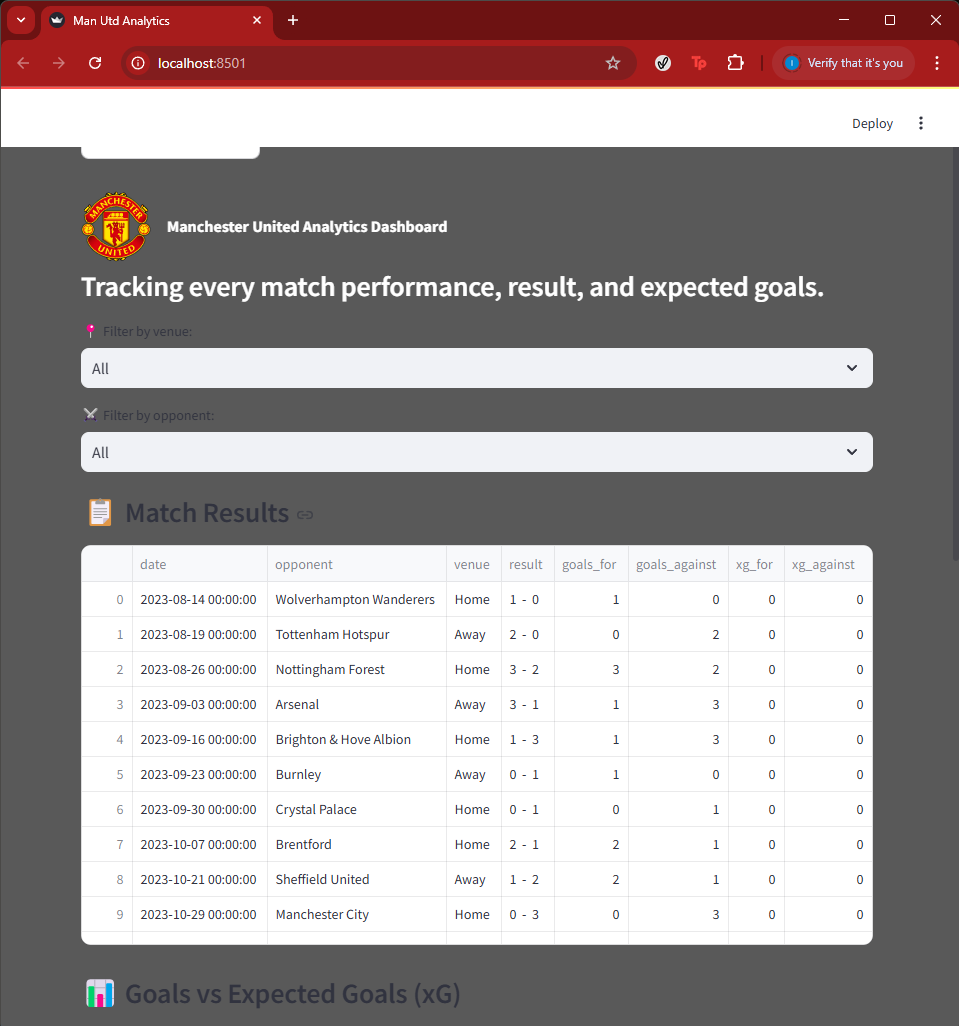 Man Utd Analytics
localhost:8501
Tp
Verify that it's you
Deploy
MANCHESTER
UNITED
Manchester United Analytics Dashboard
Tracking every match performance, result, and expected goals.
Filter by venue:
All
Filter by opponent:
All
Match Results
date opponent venue result goals_for goals_against xg_for xg_against
0 2023-08-14 00:00:00 Wolverhampton Wanderers Home 1 - 0 1 0 0 0
1 2023-08-19 00:00:00 Tottenham Hotspur Away 2 - 0 0 2 0 0
2 2023-08-26 00:00:00 Nottingham Forest Home 3 - 2 3 2 0 0
3 2023-09-03 00:00:00 Arsenal Away 3 - 1 1 3 0 0
4 2023-09-16 00:00:00 Brighton & Hove Albion Home 1 - 3 1 3 0 0
5 2023-09-23 00:00:00 Burnley Away 0 - 1 1 0 0 0
6 2023-09-30 00:00:00 Crystal Palace Home 0 - 1 0 1 0 0
7 2023-10-07 00:00:00 Brentford Home 2 - 1 2 1 0 0
8 2023-10-21 00:00:00 Sheffield United Away 1 - 2 2 1 0 0
9 2023-10-29 00:00:00 Manchester City Home 0 - 3 0 3 0 0
Goals vs Expected Goals (xG)